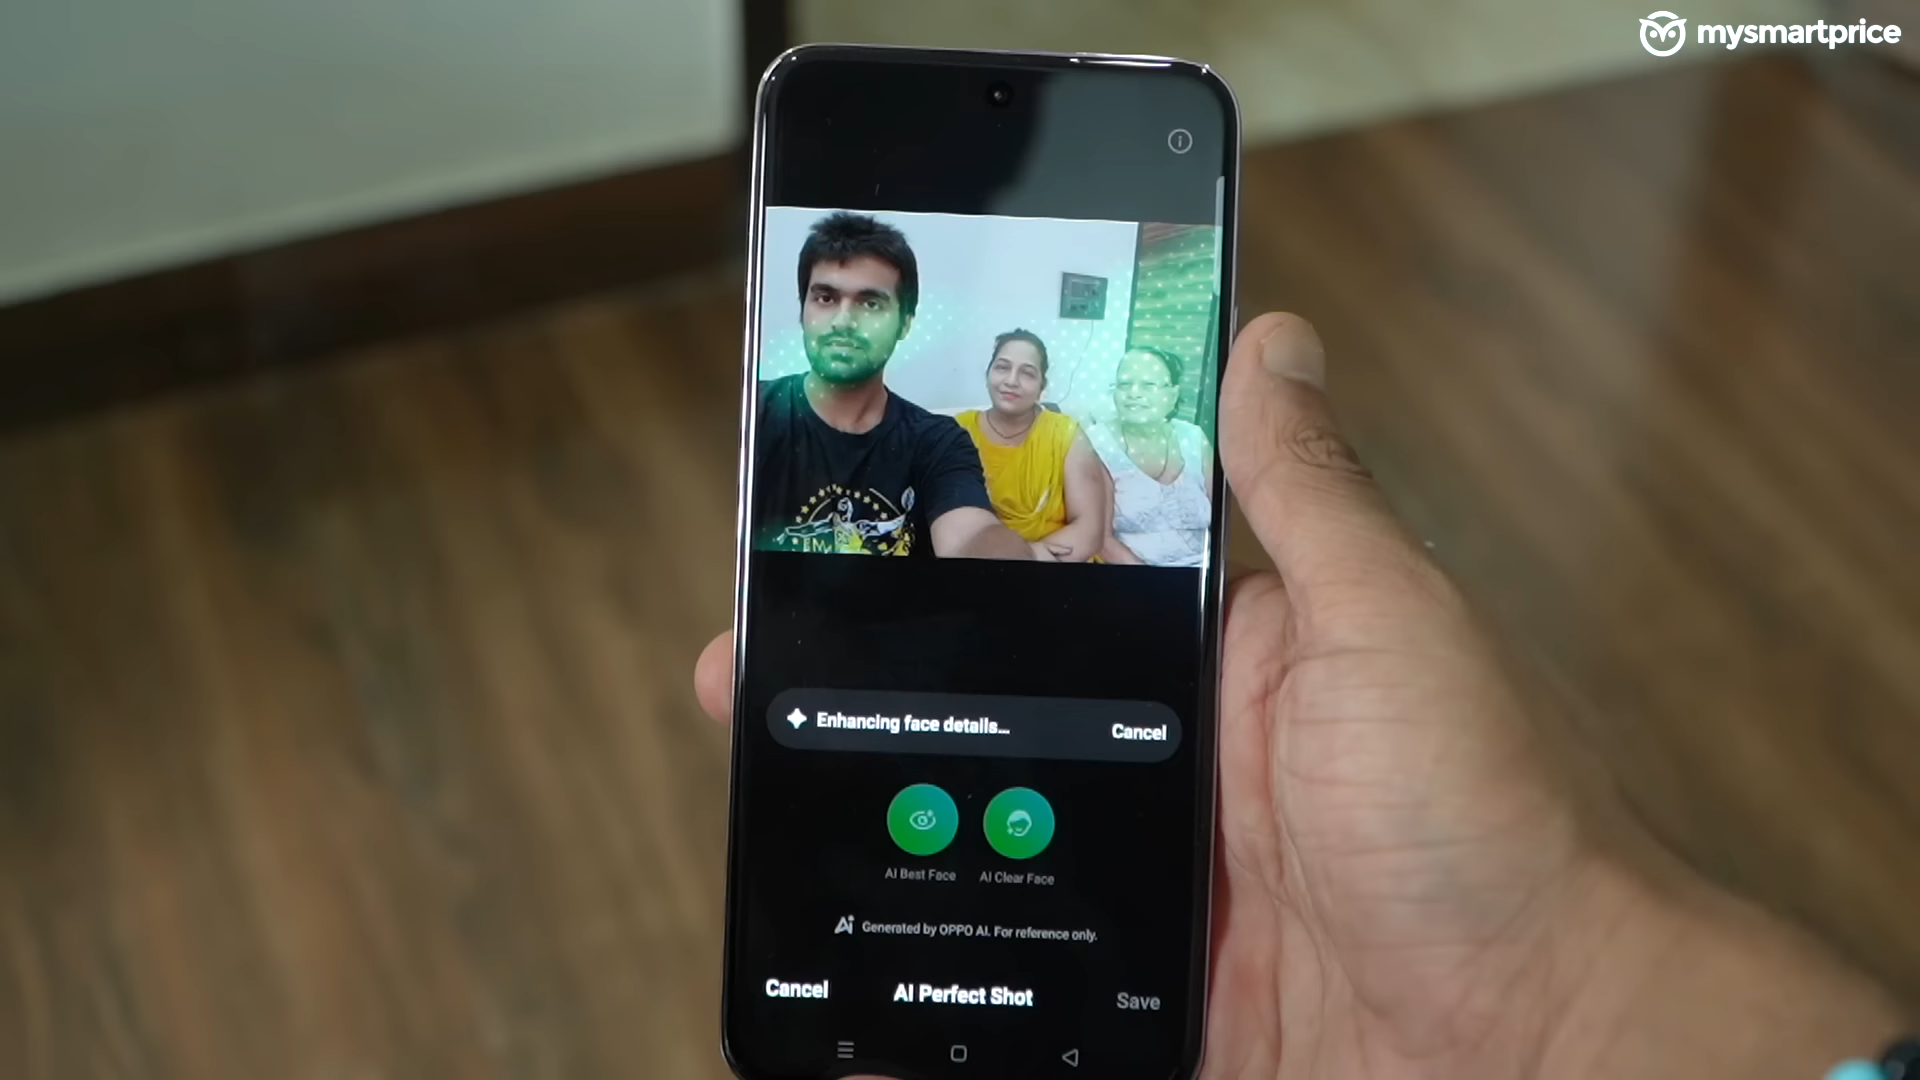 mysmartprice
Enhancing face details...
Cancel
AI Best Face
AI Clear Face
Ai Generated by OPPO AI. For reference only.
Cancel
AI Perfect Shot
Save